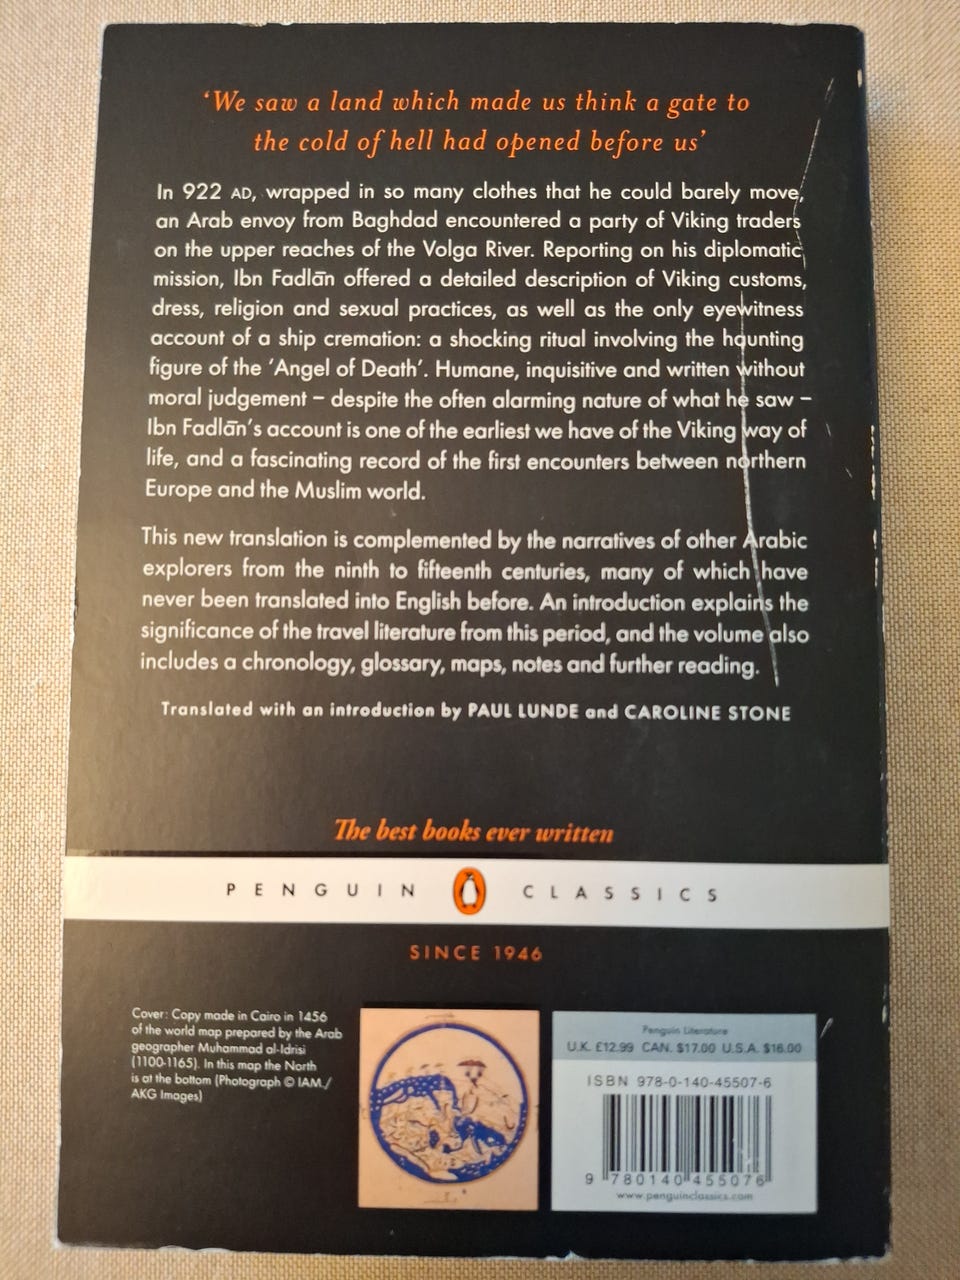 ‘We saw a land which made us think a gate to
the cold of hell had opened before us’
In 922 AD, wrapped in so many clothes that he could barely move,
an Arab envoy from Baghdad encountered a party of Viking traders
on the upper reaches of the Volga River. Reporting on his diplomatic
mission, Ibn Fadlān offered a detailed description of Viking customs,
dress, religion and sexual practices, as well as the only eyewitness
account of a ship cremation: a shocking ritual involving the haunting
figure of the ‘Angel of Death’. Humane, inquisitive and written without
moral judgement – despite the often alarming nature of what he saw –
Ibn Fadlān’s account is one of the earliest we have of the Viking way of
life, and a fascinating record of the first encounters between northern
Europe and the Muslim world.
This new translation is complemented by the narratives of other Arabic
explorers from the ninth to fifteenth centuries, many of which have
never been translated into English before. An introduction explains the
significance of the travel literature from this period, and the volume also
includes a chronology, glossary, maps, notes and further reading.
Translated with an introduction by PAUL LUNDE and CAROLINE STONE
The best books ever written
PENGUIN CLASSICS
SINCE 1946
Cover: Copy made in Cairo in 1456
of the world map prepared by the Arab
geographer Muhammad al-Idrisi
(1100-1165). In this map the North
is at the bottom (Photograph © IAM./
AKG Images)
Penguin Literature
U.K. £12.99 CAN. $17.00 U.S.A. $16.00
ISBN 978-0-140-45507-6
9 780140 455076
www.penguinclassics.com